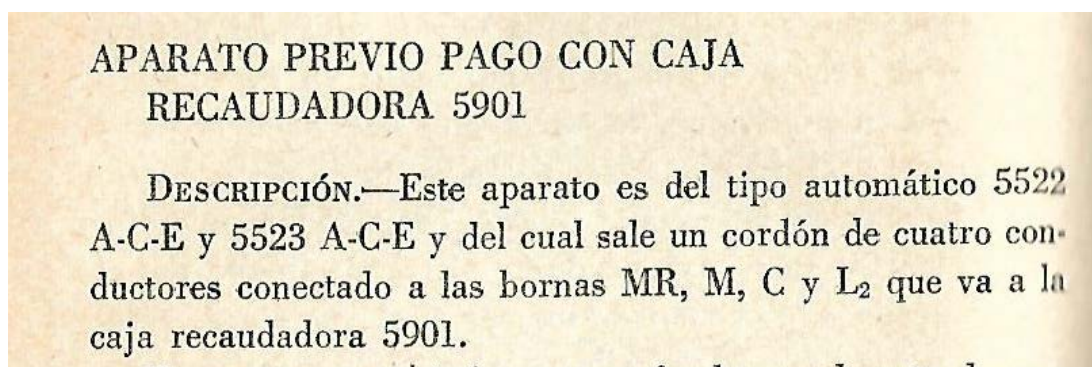 APARATO PREVIO PAGO CON CAJA
RECAUDADORA 5901
DESCRIPCIÓN.—Este aparato es del tipo automático 5522
A-C-E y 5523 A-C-E y del cual sale un cordón de cuatro con-
ductores conectado a las bornas MR, M, C y L₂ que va a la
caja recaudadora 5901.